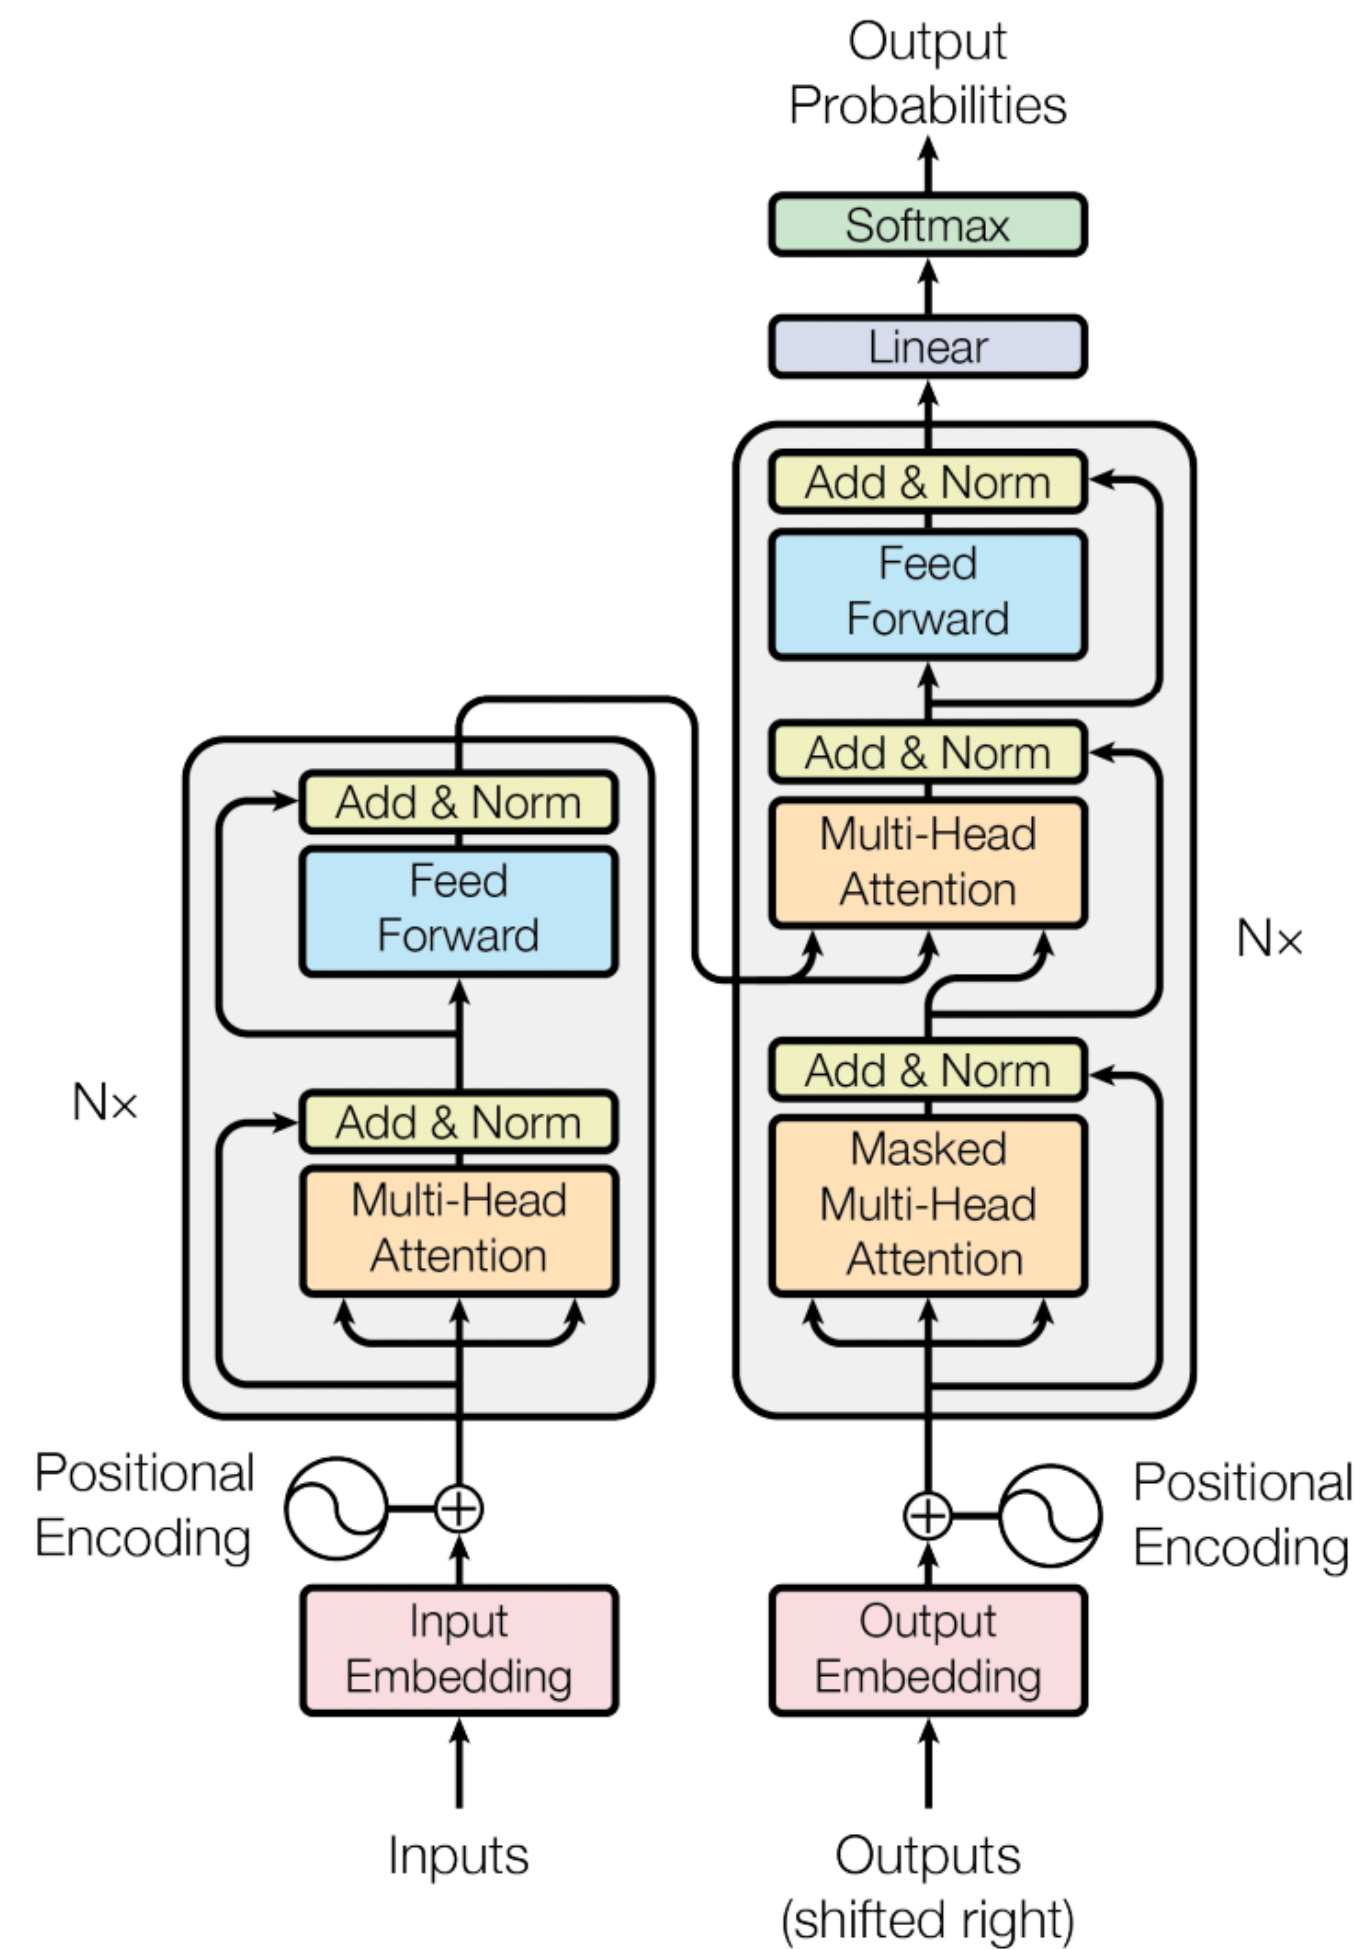 Output
Probabilities
Softmax
Linear
Add & Norm
Feed
Forward
Add & Norm
Multi-Head
Attention
N×
Add & Norm
Masked
Multi-Head
Attention
Add & Norm
Feed
Forward
N×
Add & Norm
Multi-Head
Attention
Positional
Encoding
Positional
Encoding
Input
Embedding
Output
Embedding
Inputs
Outputs
(shifted right)